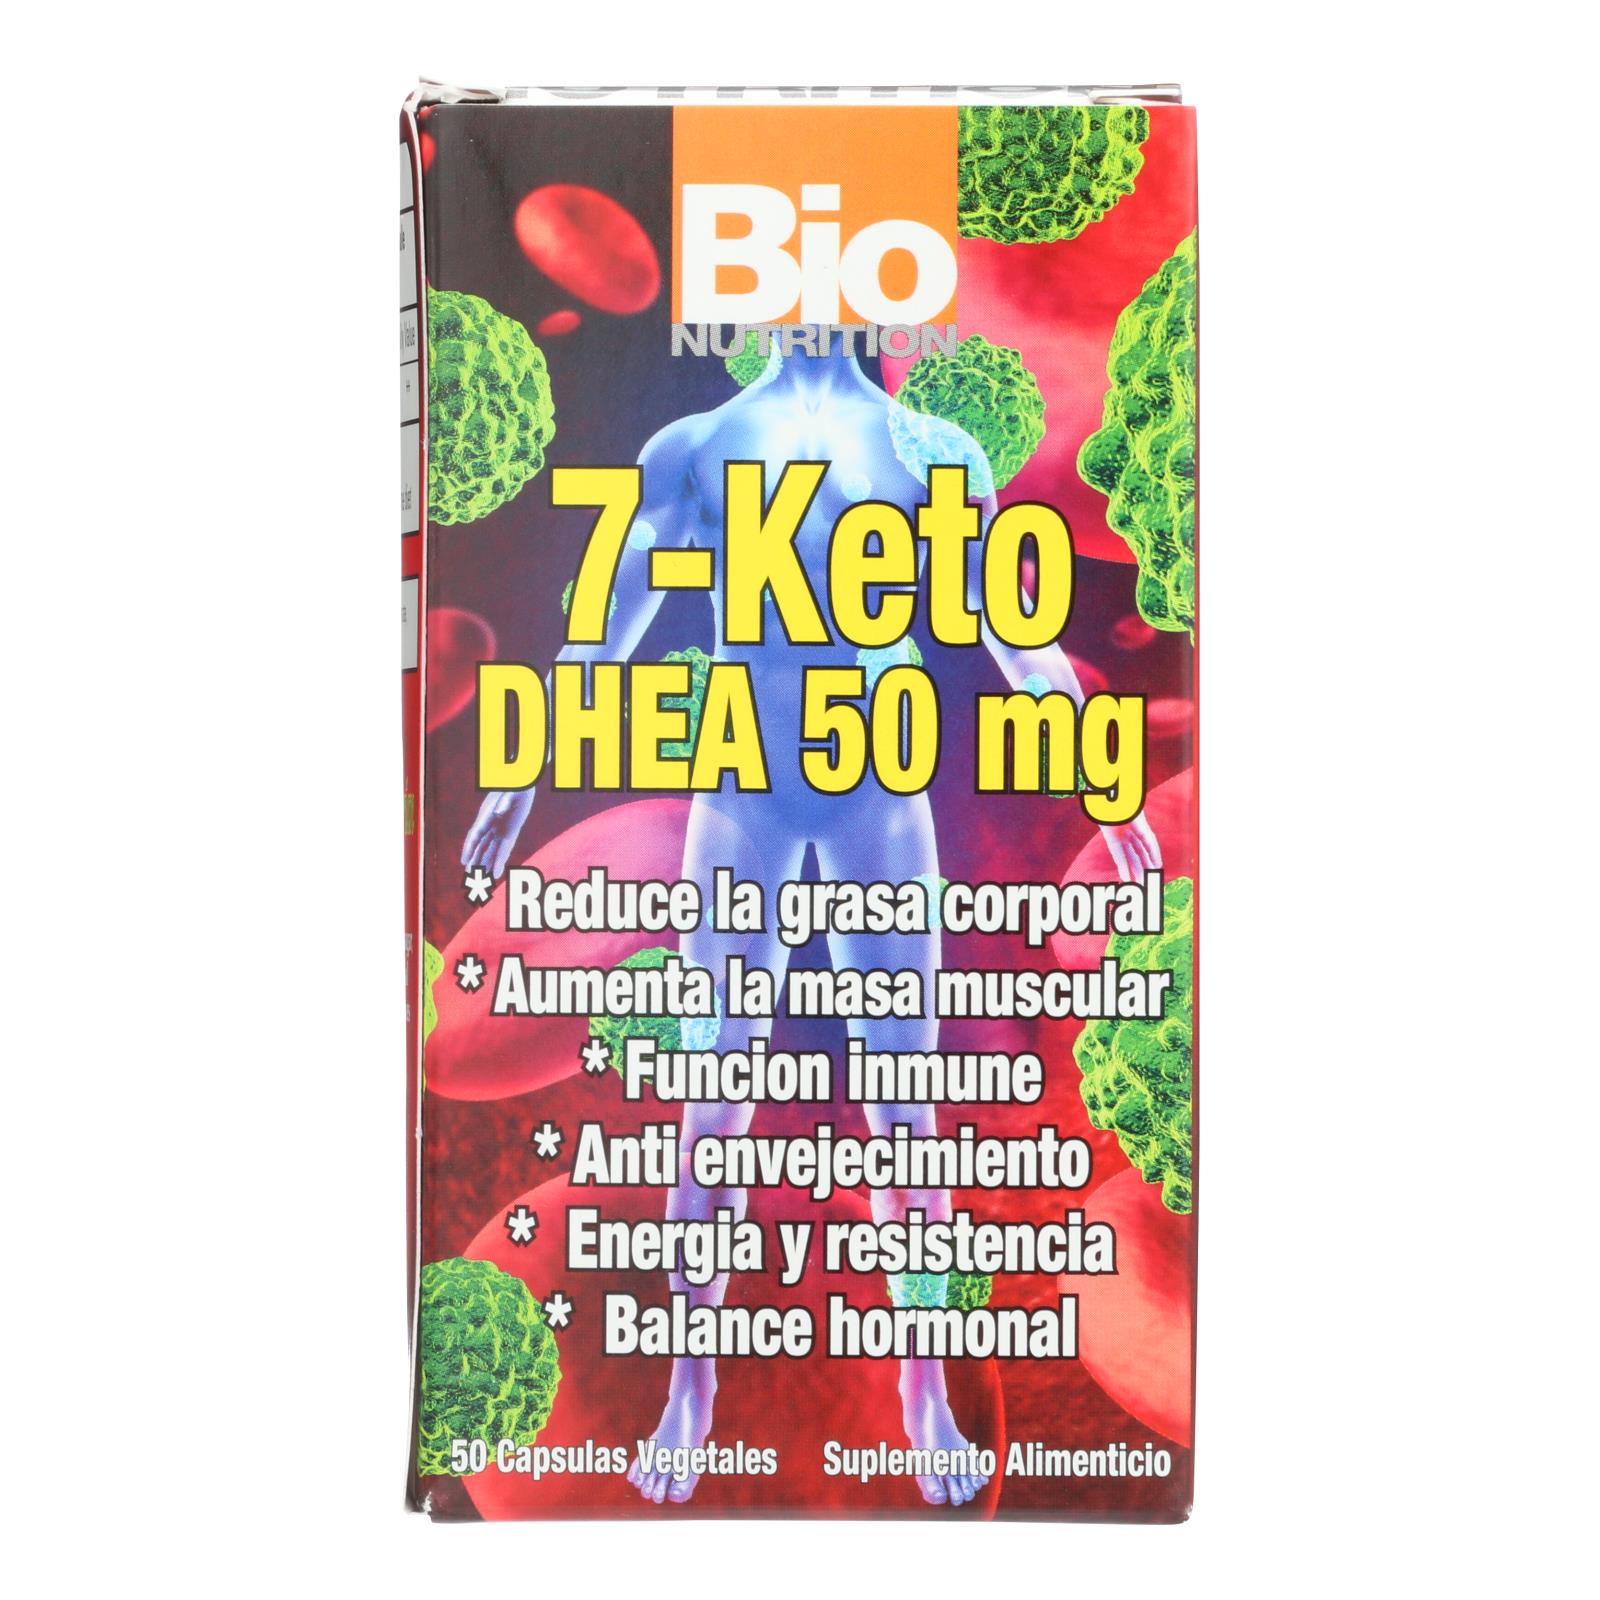 Bio
NUTRITION
7-Keto
DHEA 50 mg
* Reduce la grasa corporal
* Aumenta la masa muscular
* Funcion inmune
* Anti envejecimiento
* Energia y resistencia
* Balance hormonal
50 Capsulas Vegetales Suplemento Alimenticio
Value